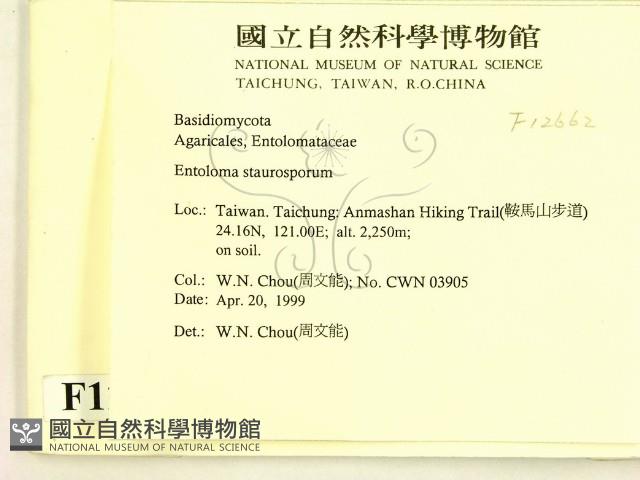 國立自然科學博物館
NATIONAL MUSEUM OF NATURAL SCIENCE
TAICHUNG, TAIWAN, R.O.CHINA
Basidiomycota
F12662
Agaricales, Entolomataceae
Entoloma staurosporum
Loc.: Taiwan. Taichung: Anmashan Hiking Trail(鞍馬山步道)
24.16N, 121.00E; alt. 2,250m;
on soil.
Col.: W.N. Chou(周文能); No. CWN 03905
Date: Apr. 20, 1999
Det.: W.N. Chou(周文能)
F1
國立自然科學博物館
NATIONAL MUSEUM OF NATURAL SCIENCE